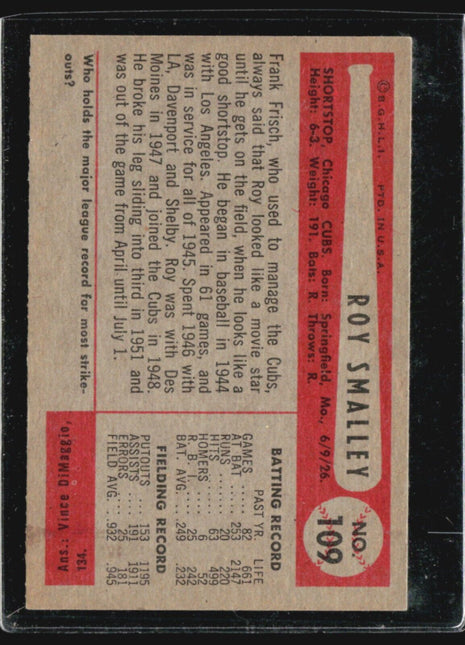 © B.G.H.L.I. PTD. IN U.S.A.
ROY SMALLEY
NO.
109
SHORTSTOP, Chicago CUBS Born: Springfield, Mo., 6/9/26.
Height: 6-3. Weight: 191. Bats: R. Throws: R.
Frank Frisch, who used to manage the Cubs,
always said that Roy looked like a movie star
until he gets on the field, when he looks like a
good shortstop. He began in baseball in 1944
with Los Angeles. Appeared in 61 games, and
was in service for all of 1945. Spent 1946 with
LA, Davenport and Shelby. Roy was with Des
Moines in 1947 and joined the Cubs in 1948.
He broke his leg sliding into third in 1951 and
was out of the game from April until July 1.
BATTING RECORD
PAST YR. LIFE
GAMES 82 661
AT BAT 253 2147
RUNS 20 220
HITS 63 499
HOMERS 6 52
R. B. I. 25 242
BAT. AVG. .249 .232
FIELDING RECORD
PUTOUTS 153 1195
ASSISTS 191 1911
ERRORS 25 181
FIELD AVG. .932 .945
Who holds the major league record for most strike-
outs?
Ans.: Vince DiMaggio,
134.